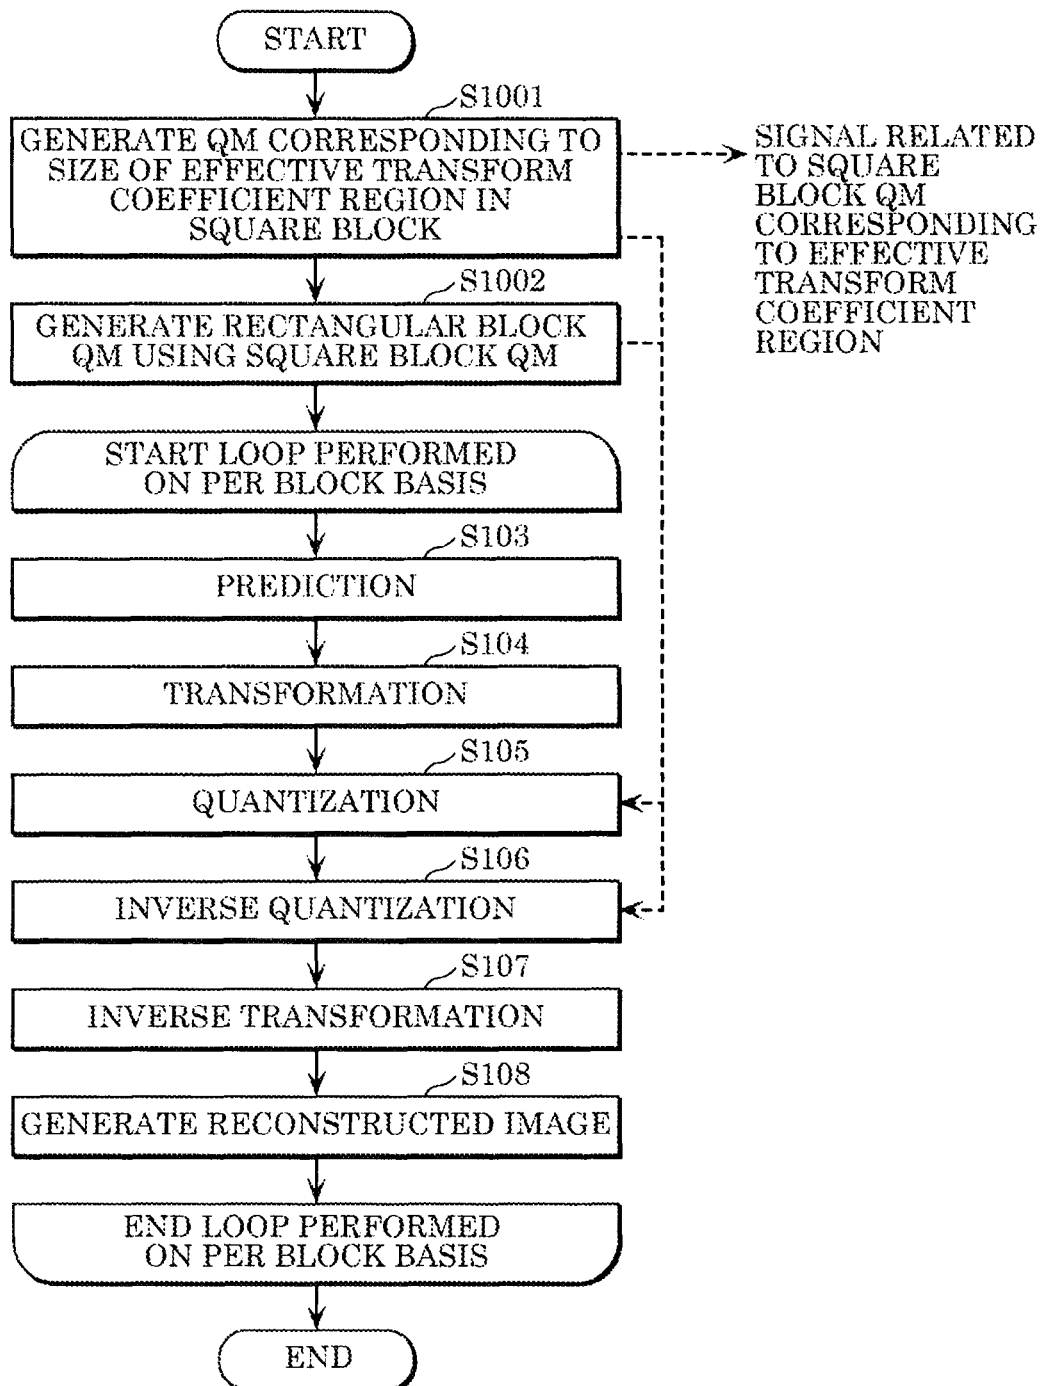 START
S1001
GENERATE QM CORRESPONDING TO
SIZE OF EFFECTIVE TRANSFORM
COEFFICIENT REGION IN
SQUARE BLOCK
SIGNAL RELATED
TO SQUARE
BLOCK QM
CORRESPONDING
TO EFFECTIVE
TRANSFORM
COEFFICIENT
REGION
S1002
GENERATE RECTANGULAR BLOCK
QM USING SQUARE BLOCK QM
START LOOP PERFORMED
ON PER BLOCK BASIS
S103
PREDICTION
S104
TRANSFORMATION
S105
QUANTIZATION
S106
INVERSE QUANTIZATION
S107
INVERSE TRANSFORMATION
S108
GENERATE RECONSTRUCTED IMAGE
END LOOP PERFORMED
ON PER BLOCK BASIS
END